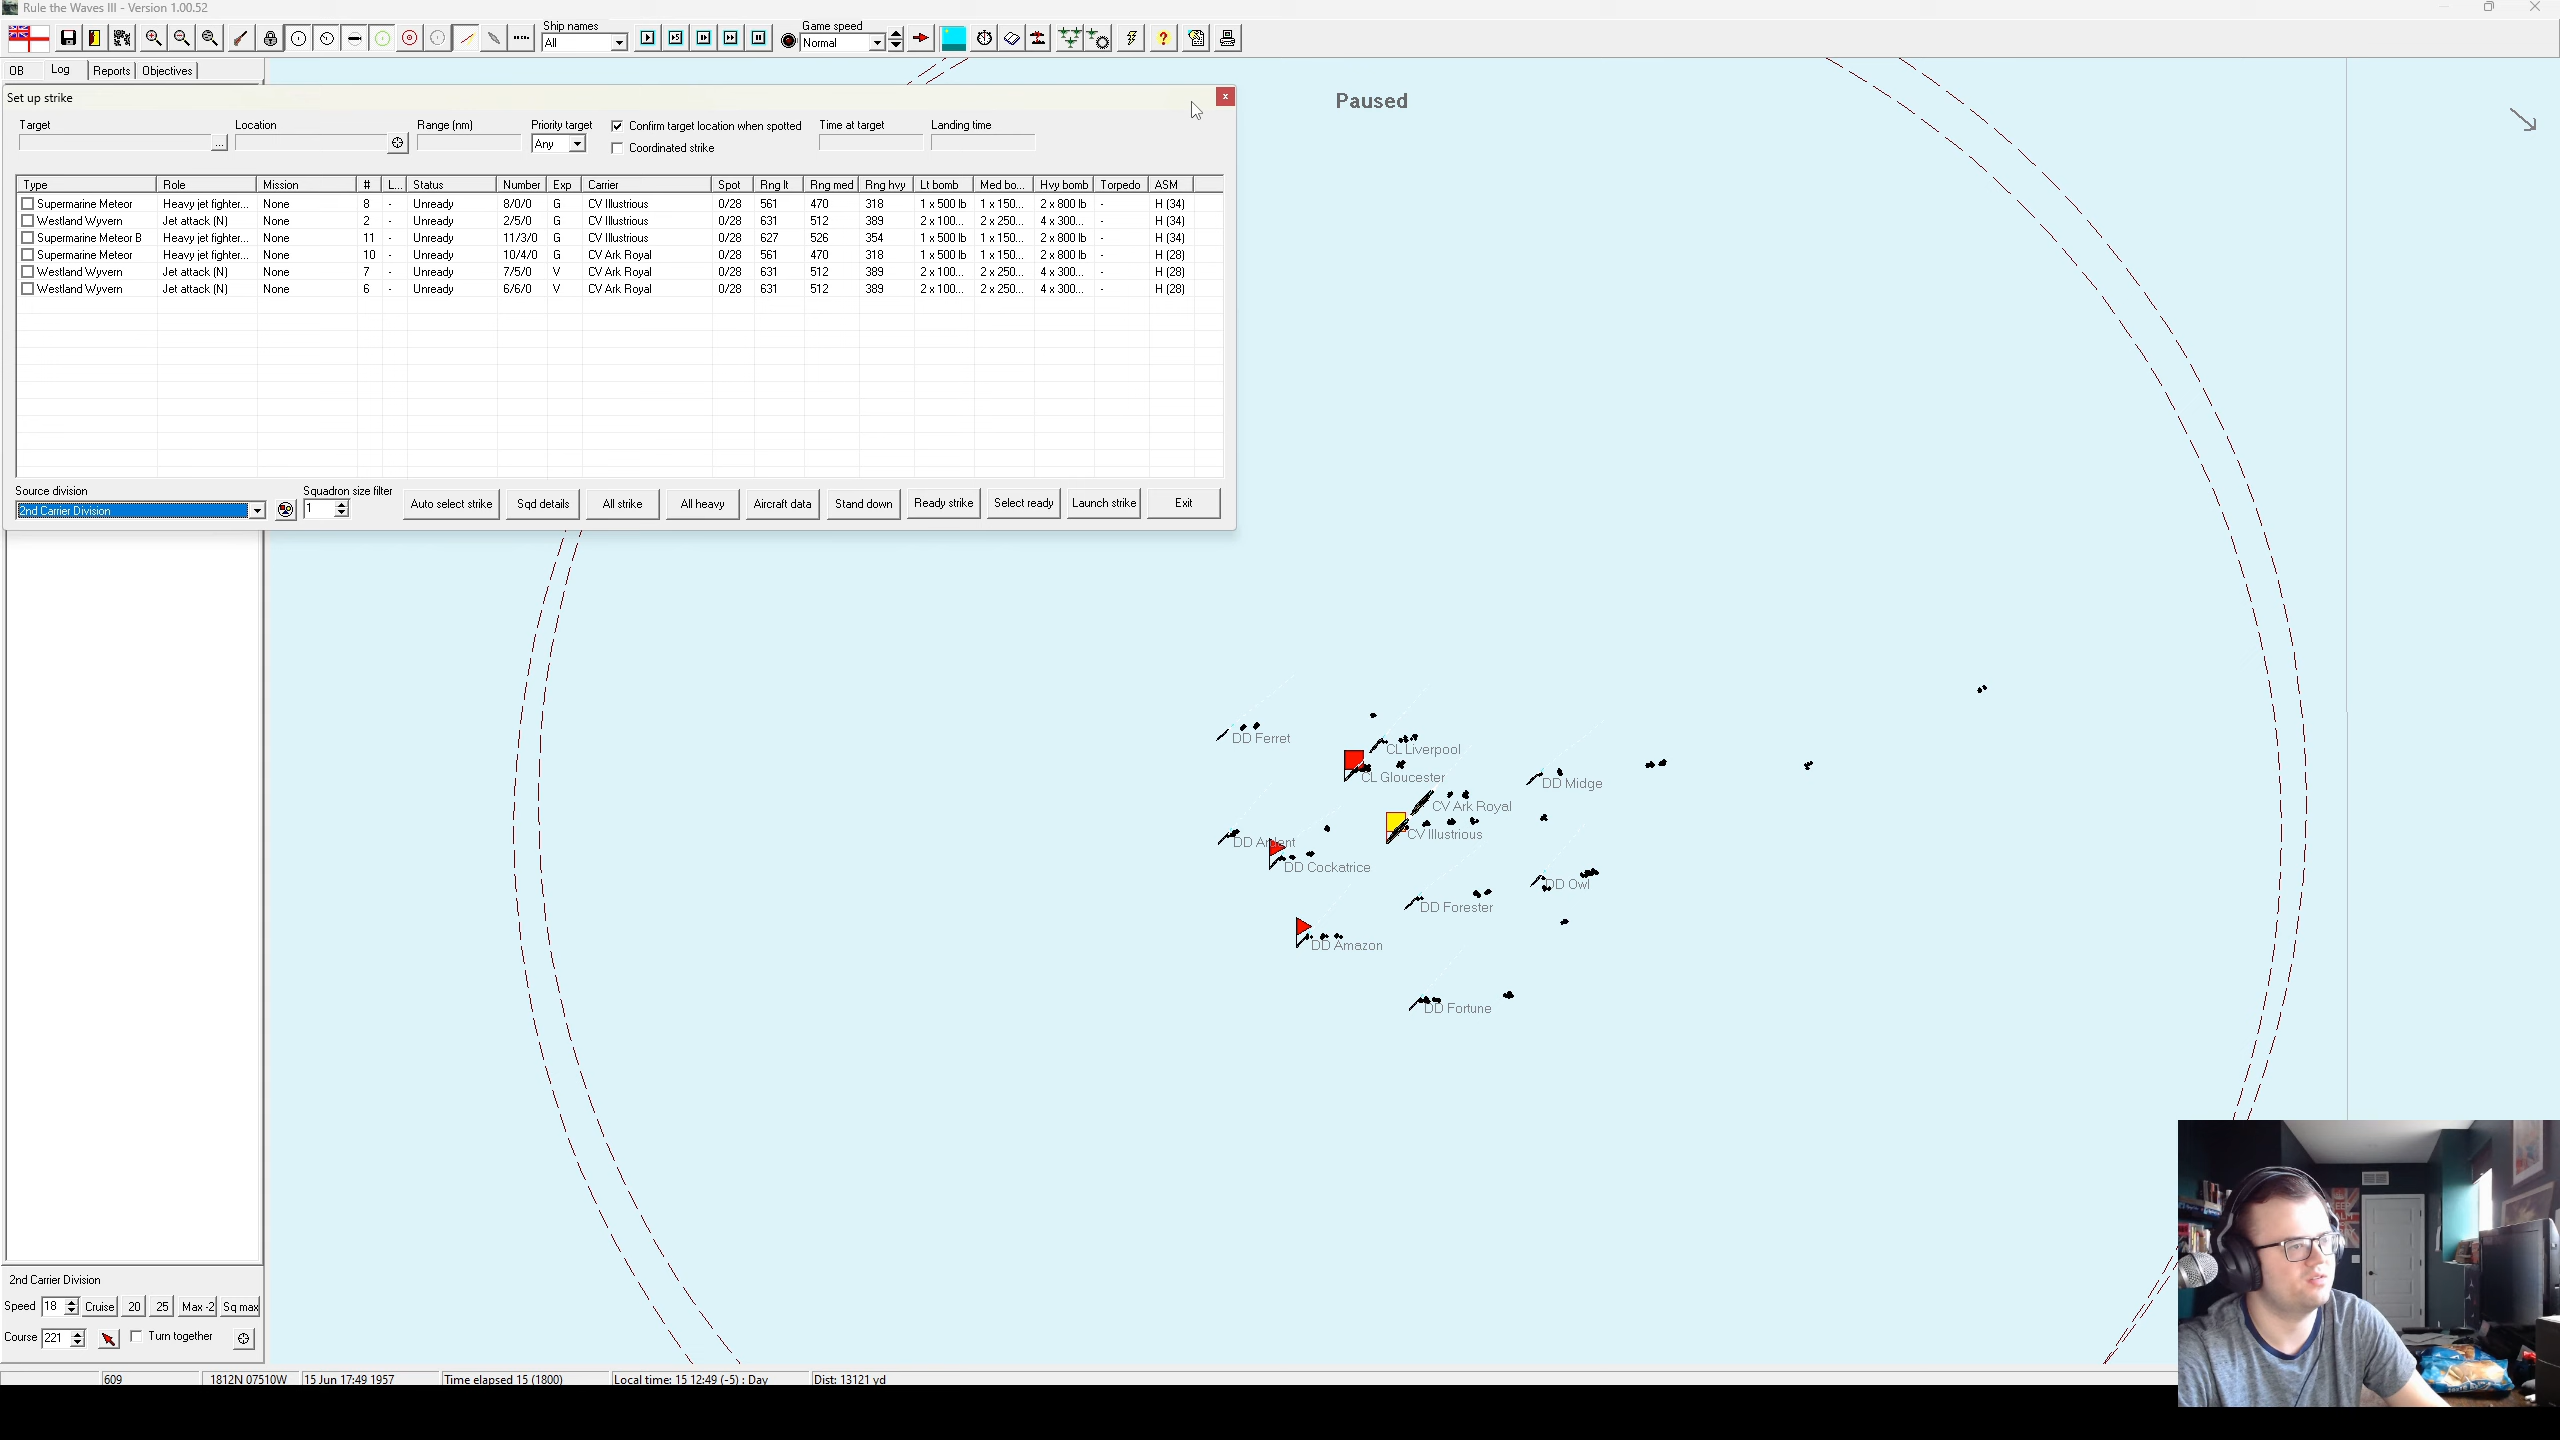 Rule the Waves III - Version 1.00.52
Ship names
All
Game speed
Normal
OB Log Reports Objectives
Paused
Set up strike
Target Location Range (nm) Priority target Confirm target location when spotted Time at target Landing time
... Any Coordinated strike
Type Role Mission # L... Status Number Exp Carrier Spot Rng lt Rng med Rng hvy Lt bomb Med bo... Hvy bomb Torpedo ASM
Supermarine Meteor Heavy jet fighter... None 8 - Unready 8/0/0 G CV Illustrious 0/28 561 470 318 1 x 500 lb 1 x 150... 2 x 800 lb - H (34)
Westland Wyvern Jet attack (N) None 2 - Unready 2/5/0 G CV Illustrious 0/28 631 512 389 2 x 100... 2 x 250... 4 x 300... - H (34)
Supermarine Meteor B Heavy jet fighter... None 11 - Unready 11/3/0 G CV Illustrious 0/28 627 526 354 1 x 500 lb 1 x 150... 2 x 800 lb - H (34)
Supermarine Meteor Heavy jet fighter... None 10 - Unready 10/4/0 G CV Ark Royal 0/28 561 470 318 1 x 500 lb 1 x 150... 2 x 800 lb - H (28)
Westland Wyvern Jet attack (N) None 7 - Unready 7/5/0 V CV Ark Royal 0/28 631 512 389 2 x 100... 2 x 250... 4 x 300... - H (28)
Westland Wyvern Jet attack (N) None 6 - Unready 6/6/0 V CV Ark Royal 0/28 631 512 389 2 x 100... 2 x 250... 4 x 300... - H (28)
Source division Squadron size filter
2nd Carrier Division 1 Auto select strike Sqd details All strike All heavy Aircraft data Stand down Ready strike Select ready Launch strike Exit
DD Ferret
CL Liverpool
CL Gloucester
DD Midge
CV Ark Royal
CV Illustrious
DD Ardent
DD Cockatrice
DD Owl
DD Forester
DD Amazon
DD Fortune
2nd Carrier Division
Speed 18 Cruise 20 25 Max -2 Sq max
Course 221 Turn together
609 1812N 07510W 15 Jun 17:49 1957 Time elapsed 15 (1800) Local time: 15 12:49 (-5) : Day Dist: 13121 yd